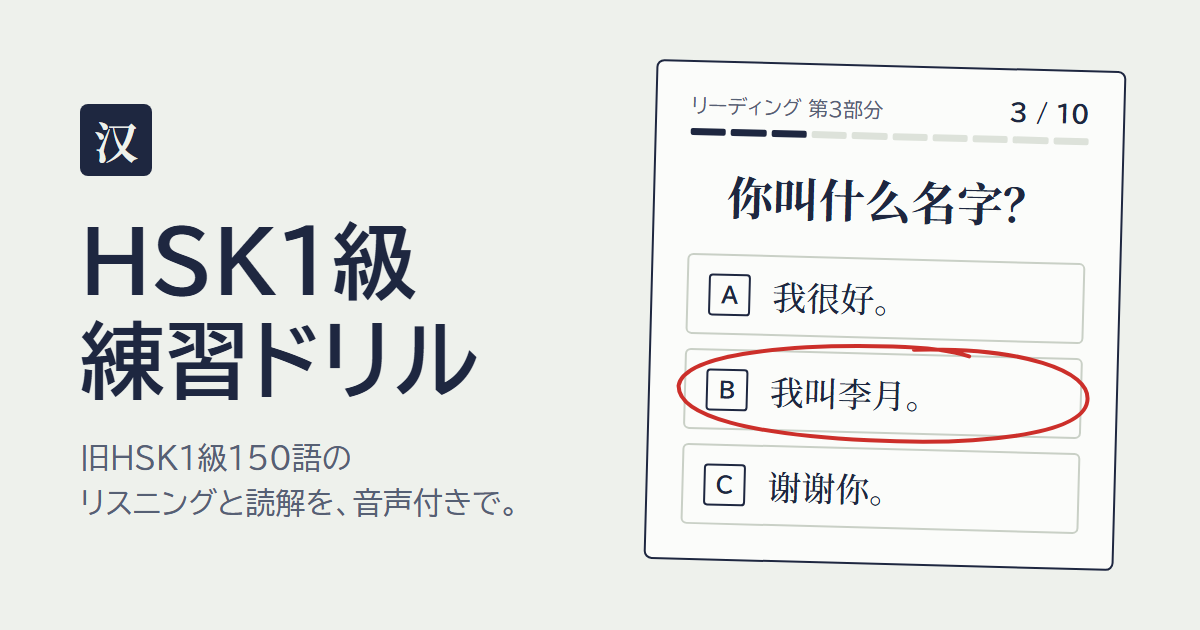 汉
HSK1級
練習ドリル
旧HSK1級150語の
リスニングと読解を、音声付きで。
リーディング 第3部分
3 / 10
你叫什么名字?
A 我很好。
B 我叫李月。
C 谢谢你。